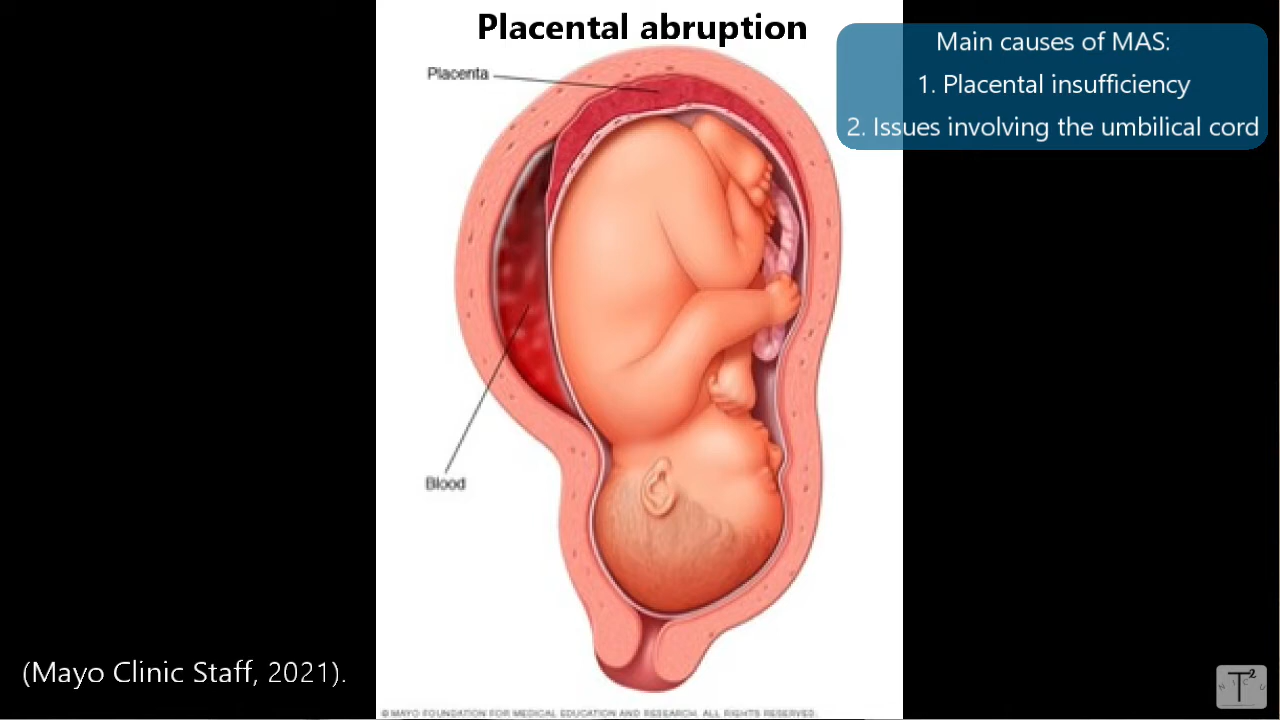 Placental abruption
Main causes of MAS:
1. Placental insufficiency
2. Issues involving the umbilical cord
Placenta
Blood
(Mayo Clinic Staff, 2021).
T²
© MAYO FOUNDATION FOR MEDICAL EDUCATION AND RESEARCH. ALL RIGHTS RESERVED.